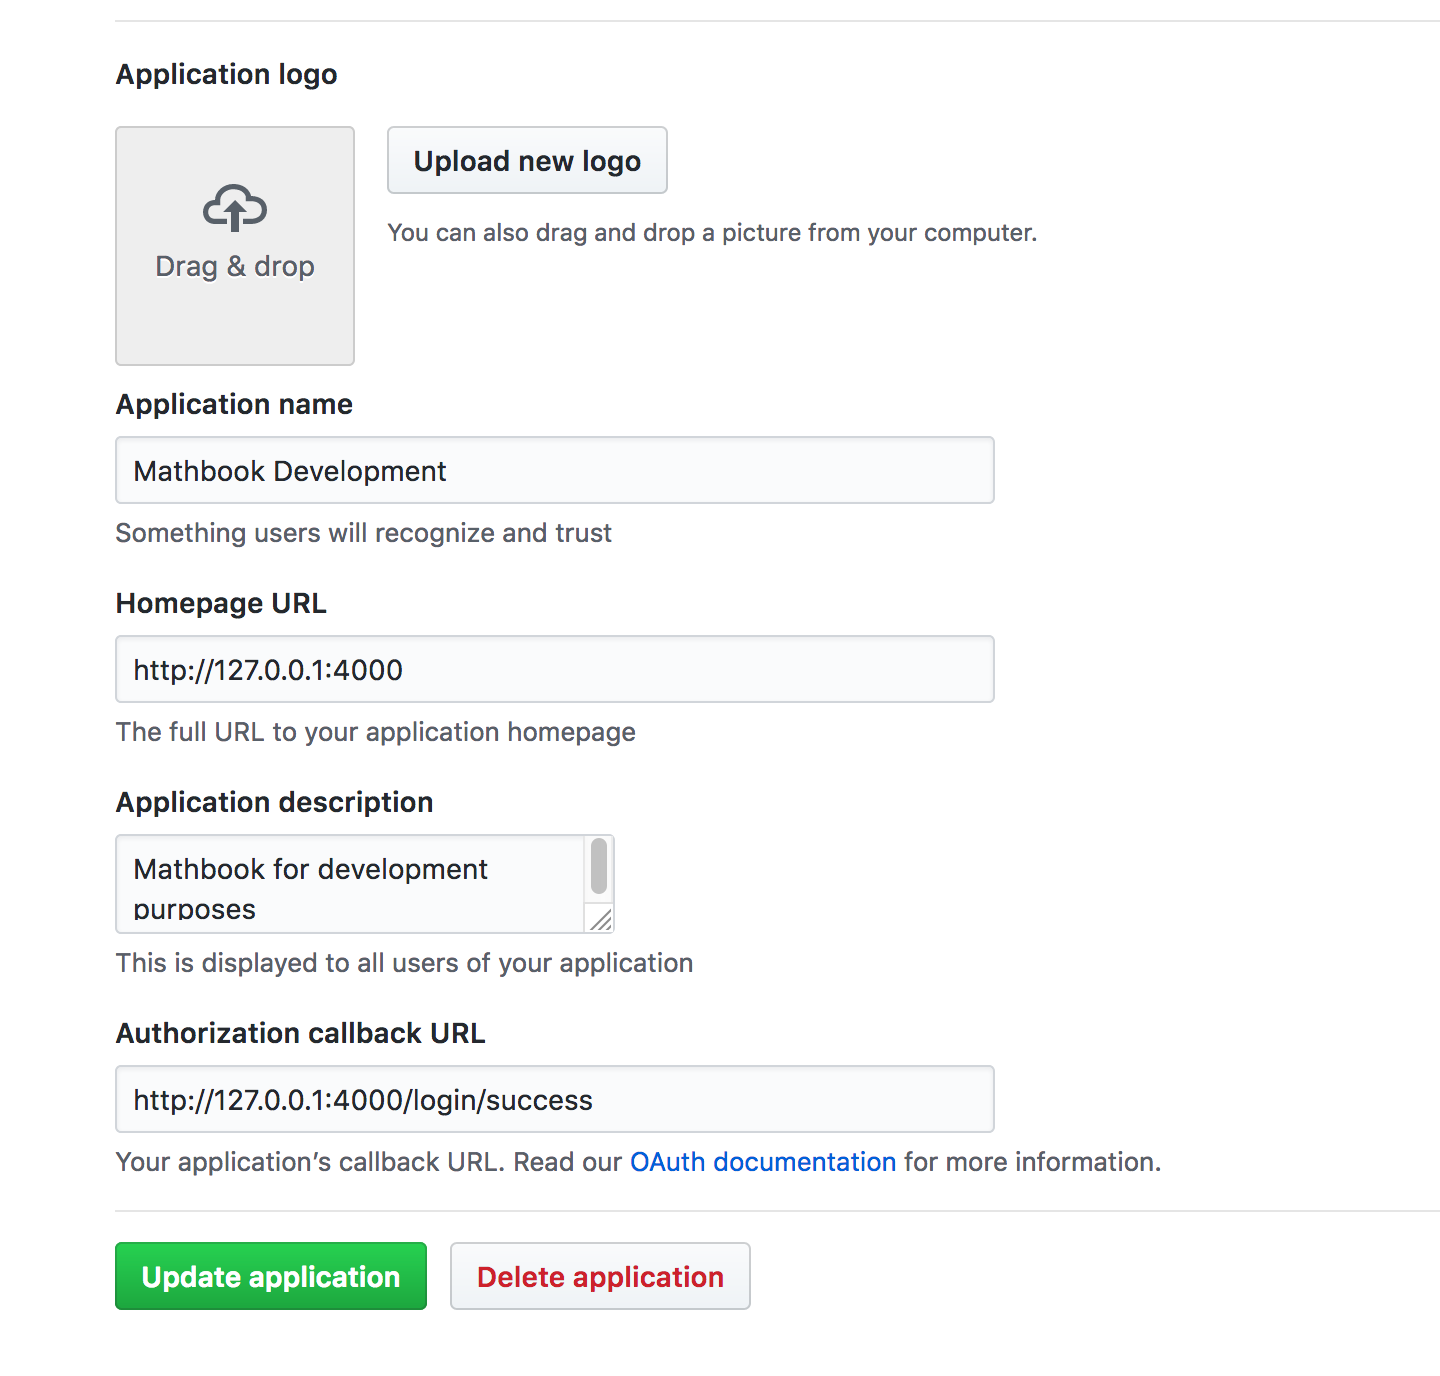 Application logo
Upload new logo
You can also drag and drop a picture from your computer.
Drag & drop
Application name
Mathbook Development
Something users will recognize and trust
Homepage URL
http://127.0.0.1:4000
The full URL to your application homepage
Application description
Mathbook for development
purposes
This is displayed to all users of your application
Authorization callback URL
http://127.0.0.1:4000/login/success
Your application’s callback URL. Read our OAuth documentation for more information.
Update application
Delete application